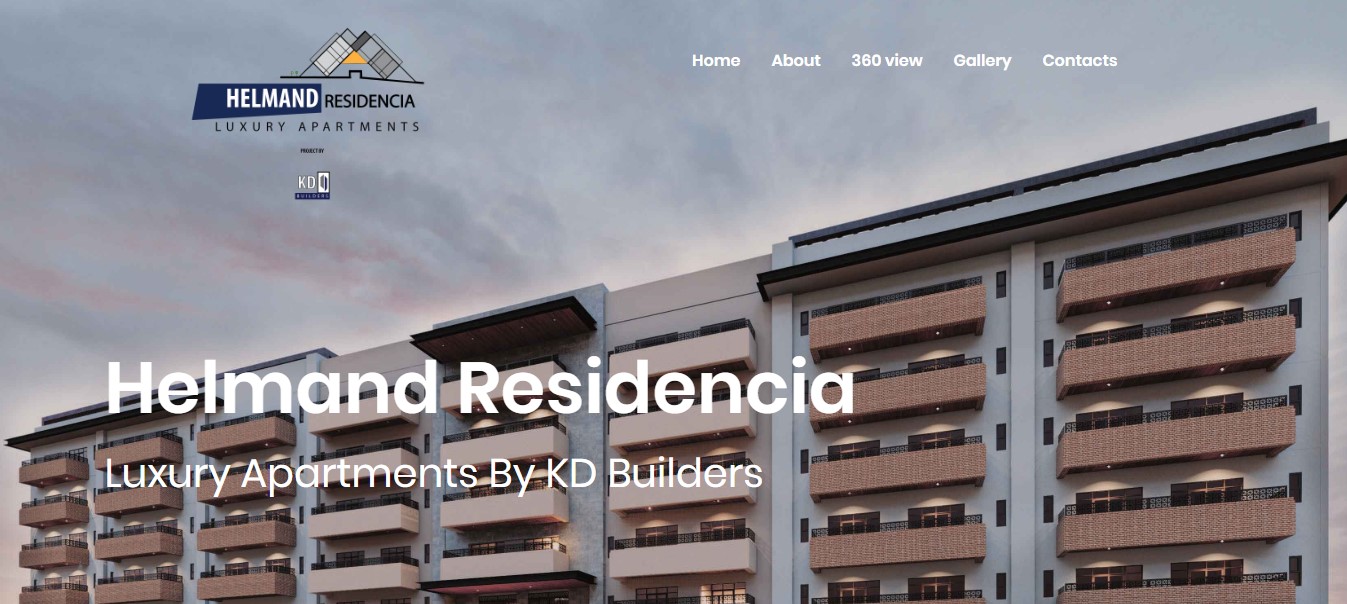 HELMAND RESIDENCIA
LUXURY APARTMENTS
PROJECT BY
KD
BUILDERS
Home About 360 view Gallery Contacts
Helmand Residencia
Luxury Apartments By KD Builders